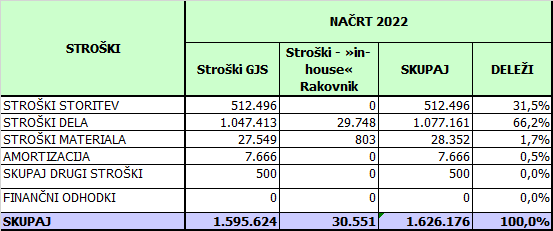 STROŠKI
NAČRT 2022
Stroški GJS
Stroški - »in-
house«
Rakovnik
SKUPAJ
DELEŽI
STROŠKI STORITEV 512.496 0 512.496 31,5%
STROŠKI DELA 1.047.413 29.748 1.077.161 66,2%
STROŠKI MATERIALA 27.549 803 28.352 1,7%
AMORTIZACIJA 7.666 0 7.666 0,5%
SKUPAJ DRUGI STROŠKI 500 0 500 0,0%
FINANČNI ODHODKI 0 0 0 0,0%
SKUPAJ 1.595.624 30.551 1.626.176 100,0%